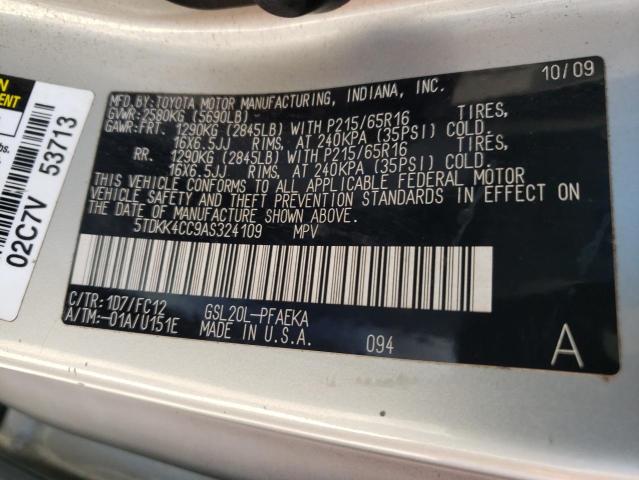 MFD. BY: TOYOTA MOTOR MANUFACTURING, INDIANA, INC. 10/09
GVWR: 2580KG (5690LB)
GAWR: FRT. 1290KG (2845LB) WITH P215/65R16 TIRES,
16X6.5JJ RIMS, AT 240KPA (35PSI) COLD.
RR. 1290KG (2845LB) WITH P215/65R16 TIRES,
16X6.5JJ RIMS, AT 240KPA (35PSI) COLD.
THIS VEHICLE CONFORMS TO ALL APPLICABLE FEDERAL MOTOR
VEHICLE SAFETY AND THEFT PREVENTION STANDARDS IN EFFECT ON
THE DATE OF MANUFACTURE SHOWN ABOVE.
5TDKK4CC9AS324109 MPV
C/TR: 1D7/FC12 GSL20L-PFAEKA
A/TM: -01A/U151E MADE IN U.S.A. 094 A
02C7V 53713